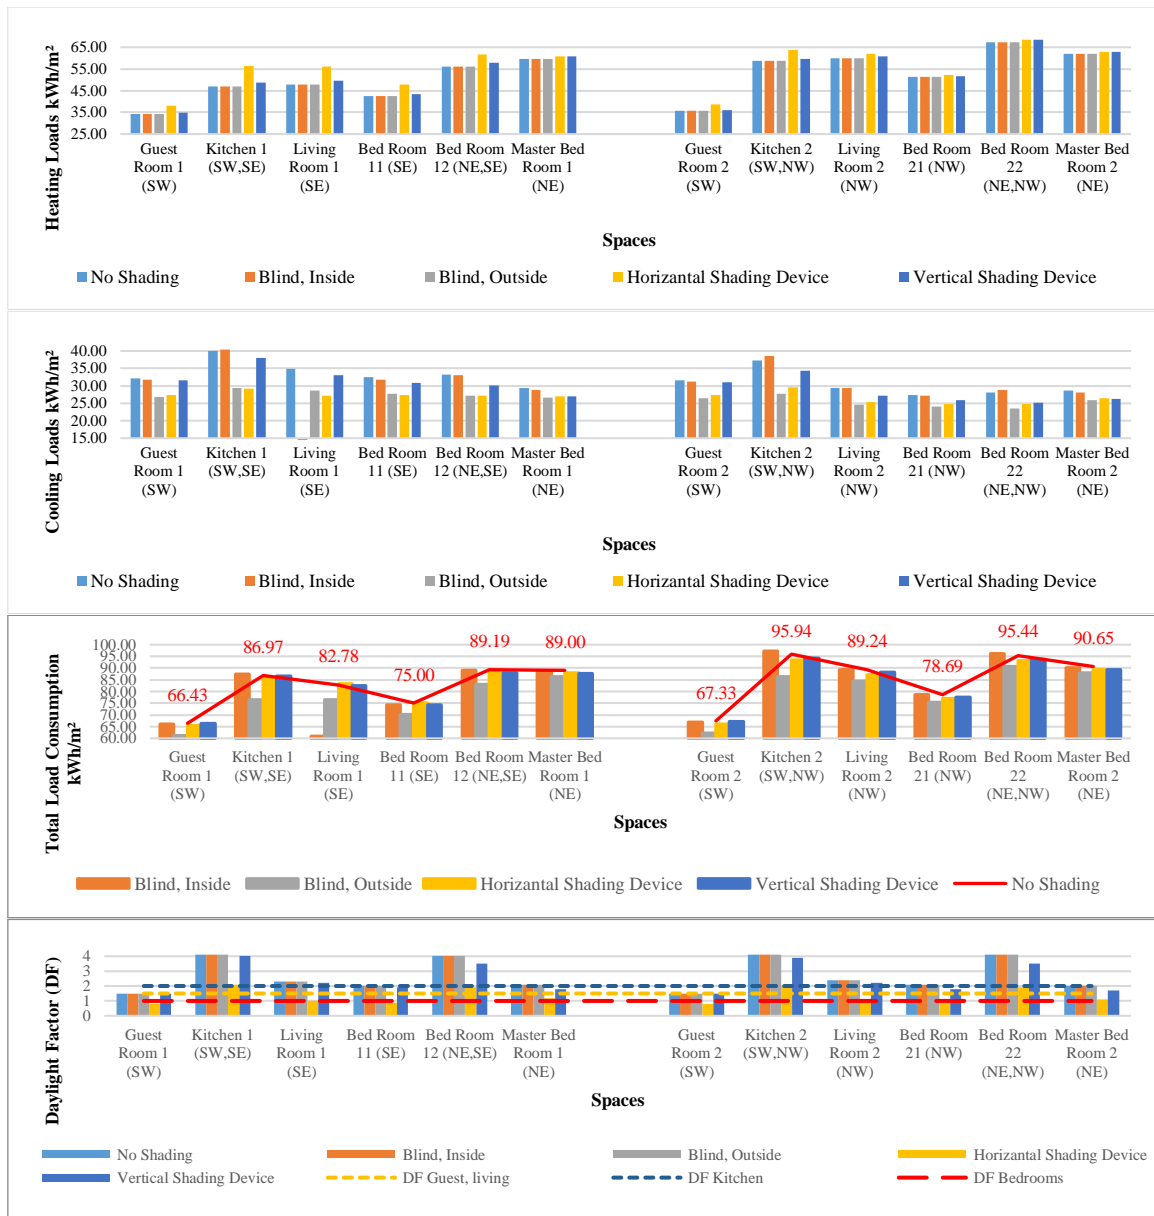 Heating Loads kWh/m²
65.00
55.00
45.00
35.00
25.00
Guest Kitchen 1 Living Bed Room Bed Room Master Bed Guest Kitchen 2 Living Bed Room Bed Room Master Bed
Room 1 (SW,SE) Room 1 11 (SE) 12 (NE,SE) Room 1 Room 2 (SW,NW) Room 2 21 (NW) 22 Room 2
(SW) (SE) (NE) (SW) (NW) (NE,NW) (NE)
Spaces
No Shading Blind, Inside Blind, Outside Horizantal Shading Device Vertical Shading Device
Cooling Loads kWh/m²
40.00
35.00
30.00
25.00
20.00
15.00
Guest Kitchen 1 Living Bed Room Bed Room Master Bed Guest Kitchen 2 Living Bed Room Bed Room Master Bed
Room 1 (SW,SE) Room 1 11 (SE) 12 (NE,SE) Room 1 Room 2 (SW,NW) Room 2 21 (NW) 22 Room 2
(SW) (SE) (NE) (SW) (NW) (NE,NW) (NE)
Spaces
No Shading Blind, Inside Blind, Outside Horizantal Shading Device Vertical Shading Device
Total Load Consumption
kWh/m²
100.00
95.00
90.00
85.00
80.00
75.00
70.00
65.00
60.00
66.43 86.97 82.78 75.00 89.19 89.00 67.33 95.94 89.24 78.69 95.44 90.65
Guest Kitchen 1 Living Bed Room Bed Room Master Bed Guest Kitchen 2 Living Bed Room Bed Room Master Bed
Room 1 (SW,SE) Room 1 11 (SE) 12 (NE,SE) Room 1 Room 2 (SW,NW) Room 2 21 (NW) 22 Room 2
(SW) (SE) (NE) (SW) (NW) (NE,NW) (NE)
Spaces
Blind, Inside Blind, Outside Horizantal Shading Device Vertical Shading Device No Shading
Daylight Factor (DF)
4
3
2
1
0
Guest Kitchen 1 Living Bed Room Bed Room Master Bed Guest Kitchen 2 Living Bed Room Bed Room Master Bed
Room 1 (SW,SE) Room 1 11 (SE) 12 (NE,SE) Room 1 Room 2 (SW,NW) Room 2 21 (NW) 22 Room 2
(SW) (SE) (NE) (SW) (NW) (NE,NW) (NE)
Spaces
No Shading Blind, Inside Blind, Outside Horizantal Shading Device
Vertical Shading Device DF Guest, living DF Kitchen DF Bedrooms